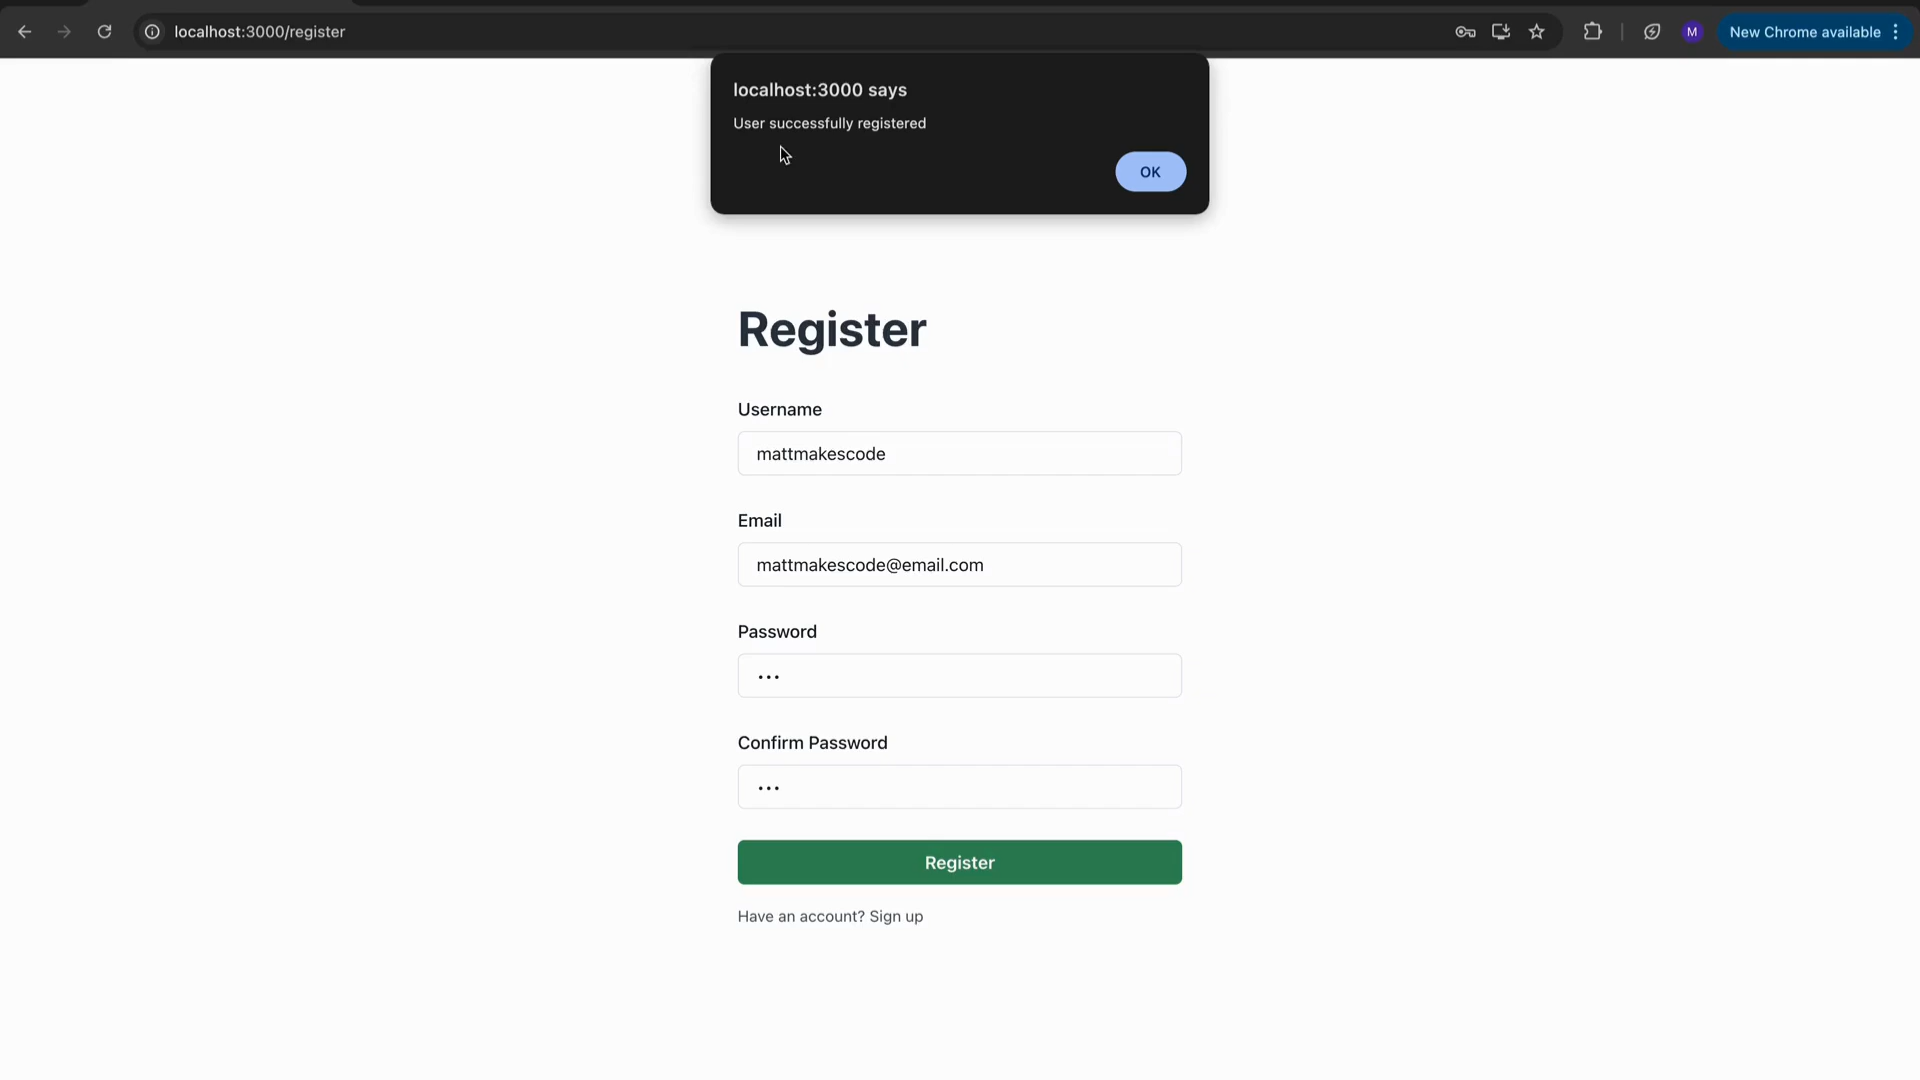 localhost:3000/register
M
New Chrome available
localhost:3000 says
User successfully registered
OK
Register
Username
mattmakescode
Email
mattmakescode@email.com
Password
•••
Confirm Password
•••
Register
Have an account? Sign up